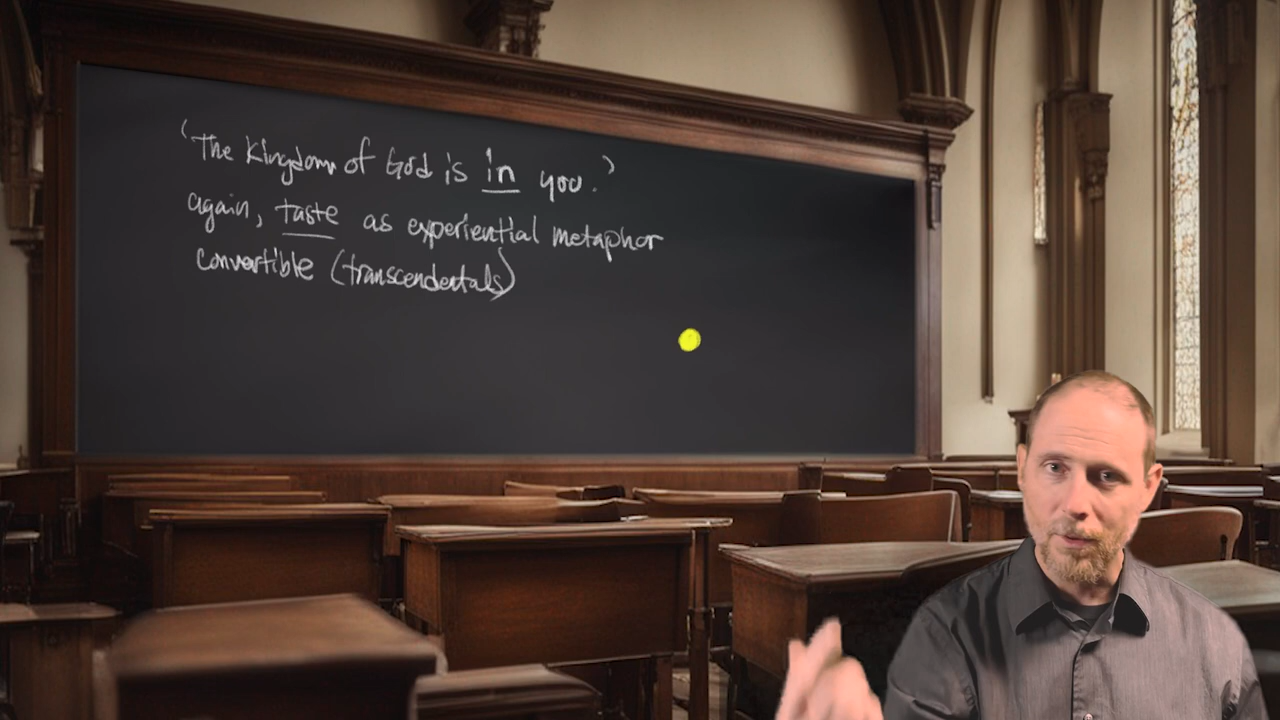 'The Kingdom of God is in you.'
again, taste as experiential metaphor
convertible (transcendentals)